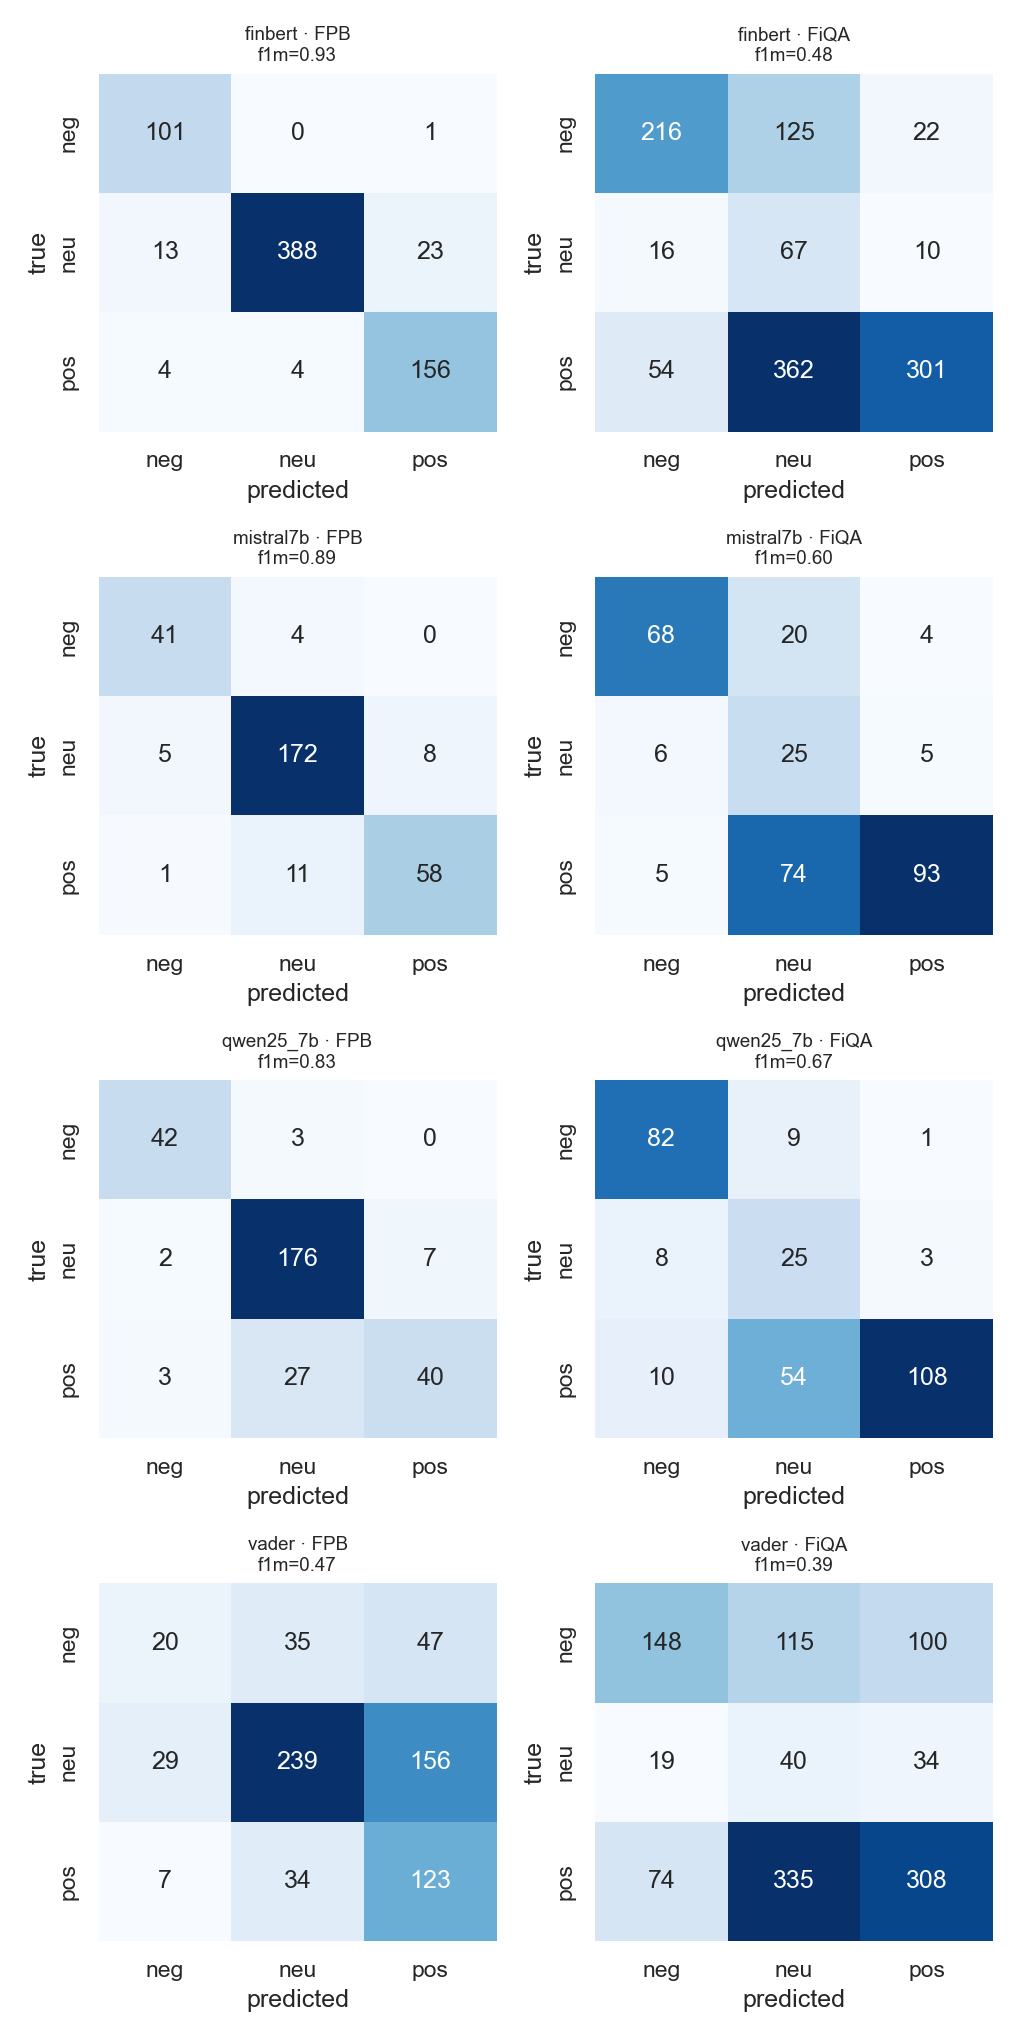 finbert · FPB
f1m=0.93
neg 101 0 1
true neu 13 388 23
pos 4 4 156
neg neu pos
predicted
finbert · FiQA
f1m=0.48
neg 216 125 22
true neu 16 67 10
pos 54 362 301
neg neu pos
predicted
mistral7b · FPB
f1m=0.89
neg 41 4 0
true neu 5 172 8
pos 1 11 58
neg neu pos
predicted
mistral7b · FiQA
f1m=0.60
neg 68 20 4
true neu 6 25 5
pos 5 74 93
neg neu pos
predicted
qwen25_7b · FPB
f1m=0.83
neg 42 3 0
true neu 2 176 7
pos 3 27 40
neg neu pos
predicted
qwen25_7b · FiQA
f1m=0.67
neg 82 9 1
true neu 8 25 3
pos 10 54 108
neg neu pos
predicted
vader · FPB
f1m=0.47
neg 20 35 47
true neu 29 239 156
pos 7 34 123
neg neu pos
predicted
vader · FiQA
f1m=0.39
neg 148 115 100
true neu 19 40 34
pos 74 335 308
neg neu pos
predicted